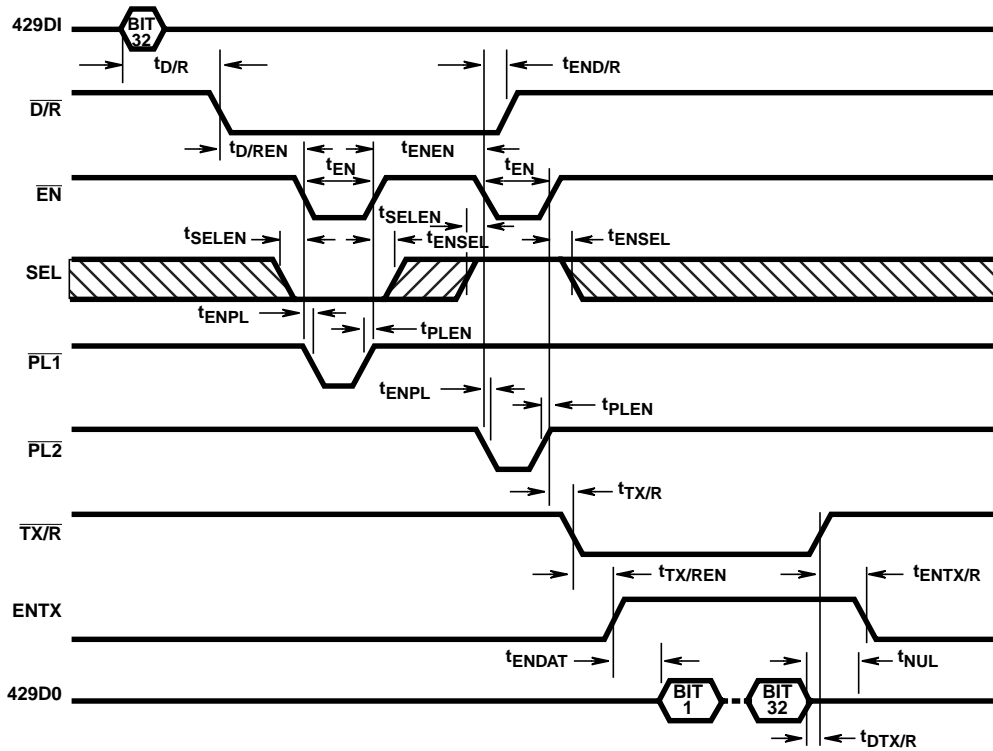 429DI
BIT
32
tD/R
tEND/R
D/R
tD/REN
tENEN
tEN
tEN
EN
tSELEN
tSELEN
tENSEL
tENSEL
SEL
tENPL
tPLEN
PL1
tENPL
tPLEN
PL2
tTX/R
TX/R
tTX/REN
tENTX/R
ENTX
tENDAT
tNUL
429D0
BIT
1
BIT
32
tDTX/R